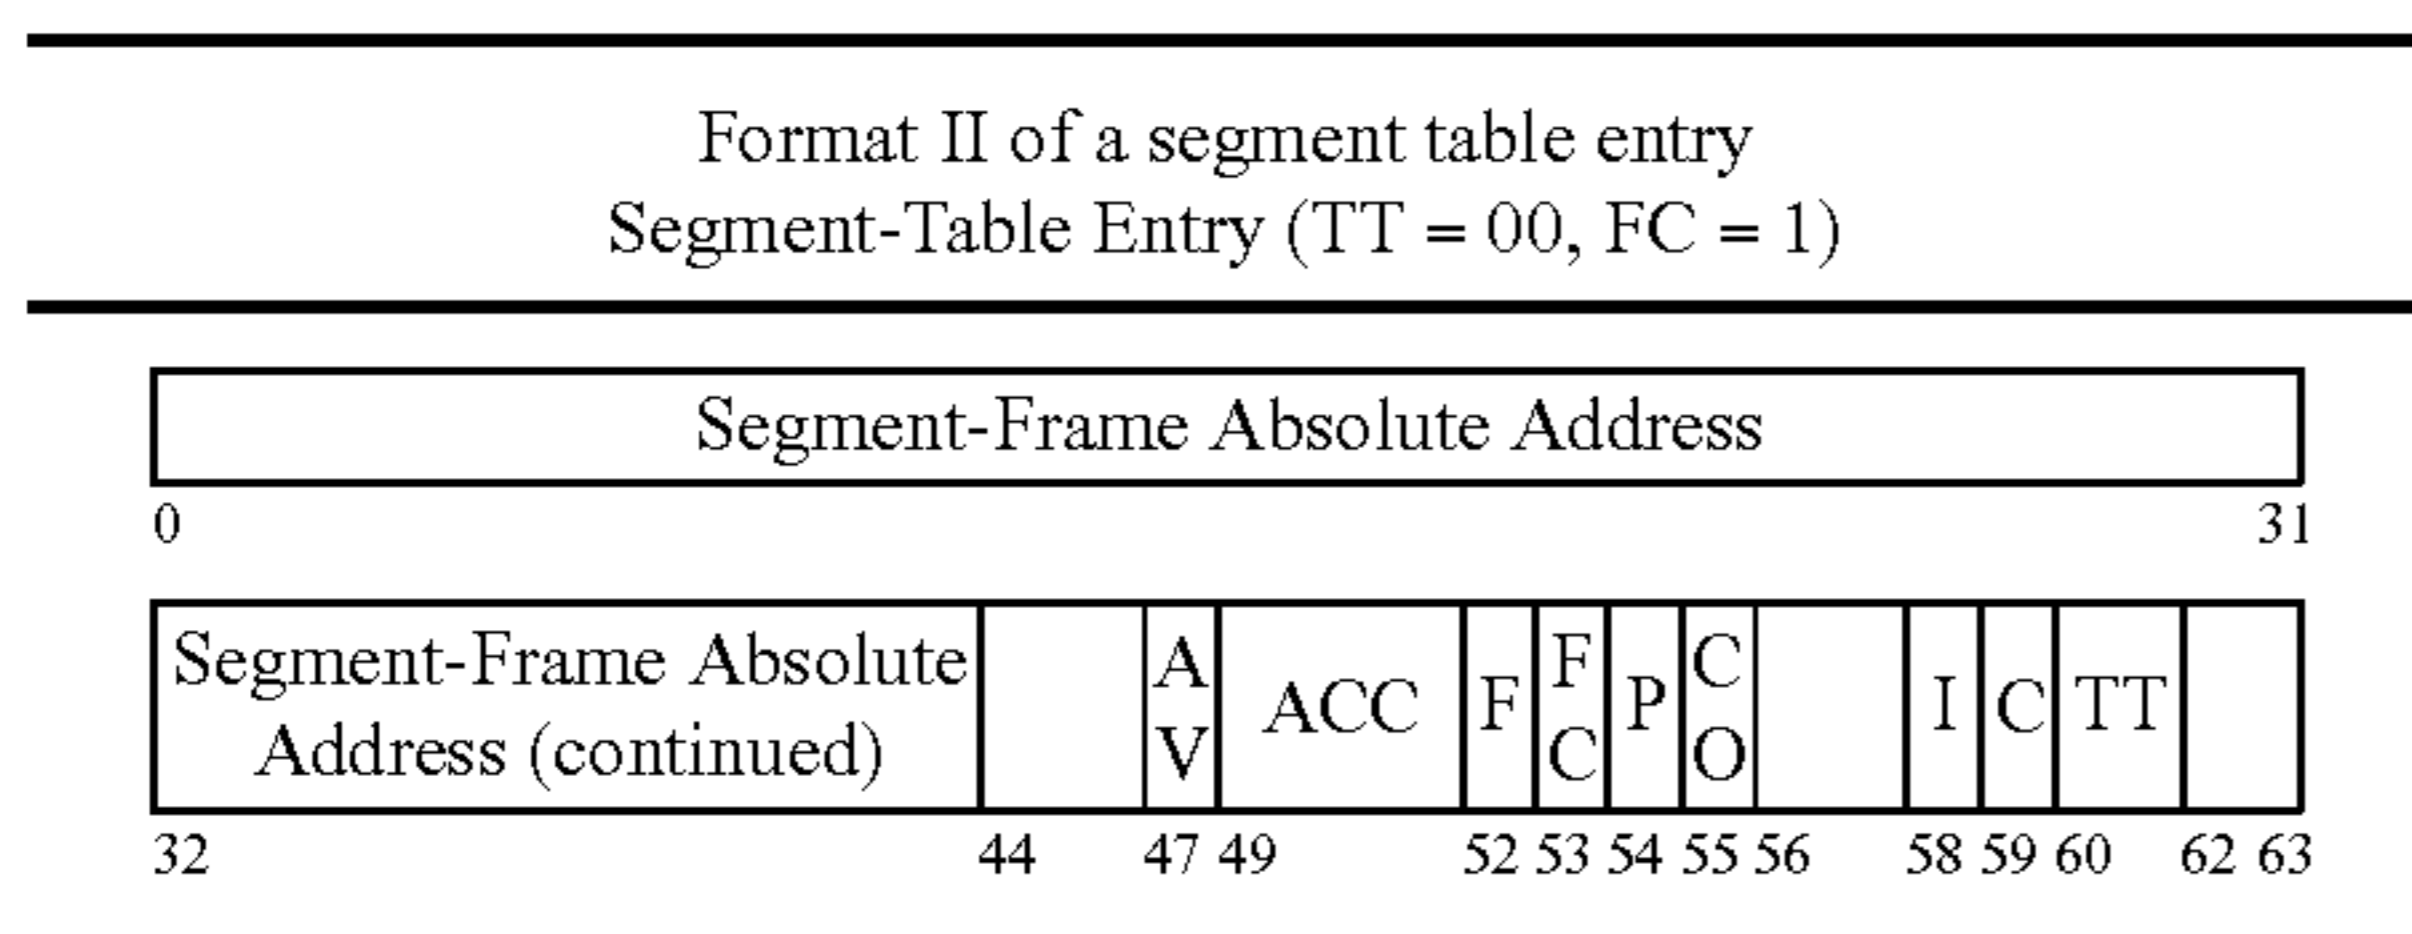 Format II of a segment table entry
Segment-Table Entry (TT = 00, FC = 1)
Segment-Frame Absolute Address
0 31
Segment-Frame Absolute
Address (continued)
A
V
ACC
F
F
C
P
C
O
I
C
TT
32 44 47 49 52 53 54 55 56 58 59 60 62 63